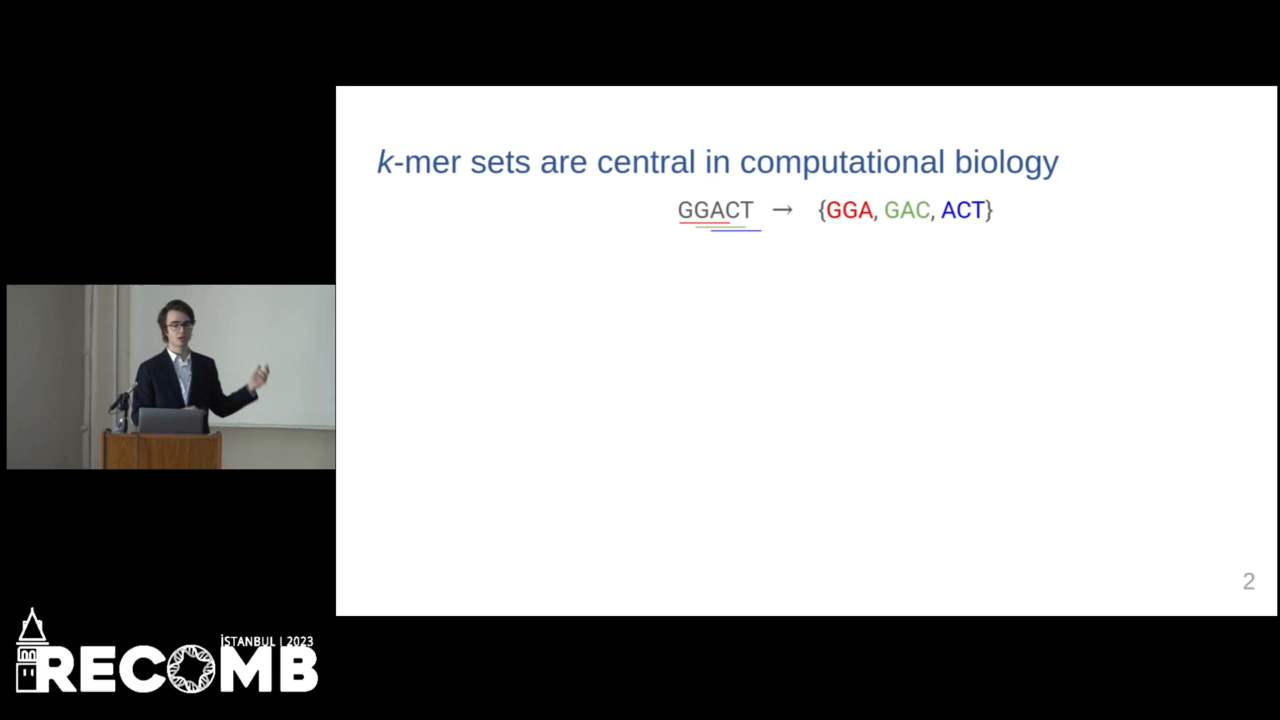 k-mer sets are central in computational biology
GGACT → {GGA, GAC, ACT}
2
İSTANBUL | 2023
RECOMB